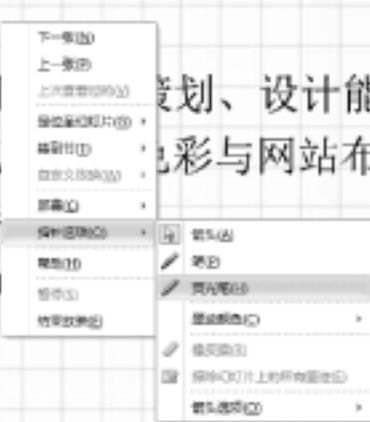 下一张(N)
上一张(P)
上次查看过的(V)
定位至幻灯片(G)
转到节(T)
自定义放映(W)
屏幕(C)
指针选项(O)
帮助(H)
暂停(S)
结束放映(E)
策划、设计能
色彩与网站布
箭头(A)
笔(P)
荧光笔(H)
墨迹颜色(C)
橡皮擦(R)
擦除幻灯片上的所有墨迹(E)
箭头选项(O)